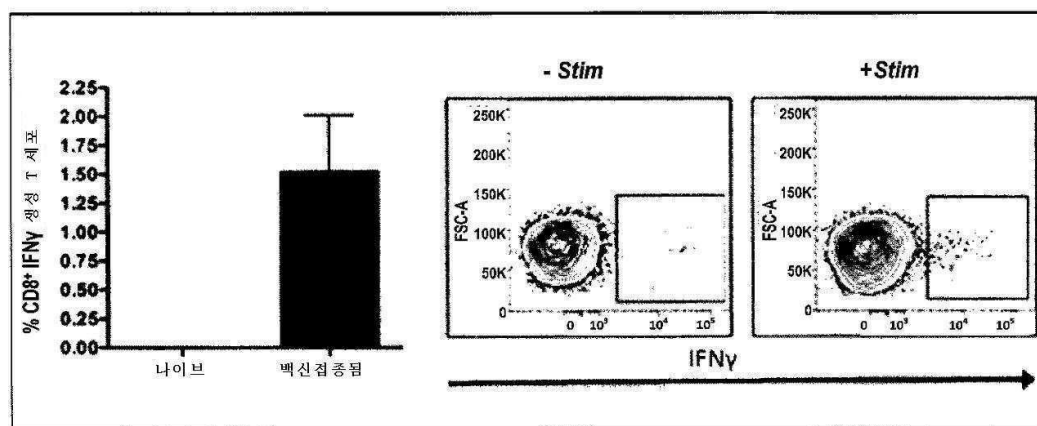 % CD8⁺ IFNγ 생성 T 세포
2.25
2.00
1.75
1.50
1.25
1.00
0.75
0.50
0.25
0.00
나이브
백신접종됨
- Stim
FSC-A
250K
200K
150K
100K
50K
0
0 10³ 10⁴ 10⁵
+Stim
FSC-A
250K
200K
150K
100K
50K
0
0 10³ 10⁴ 10⁵
IFNγ